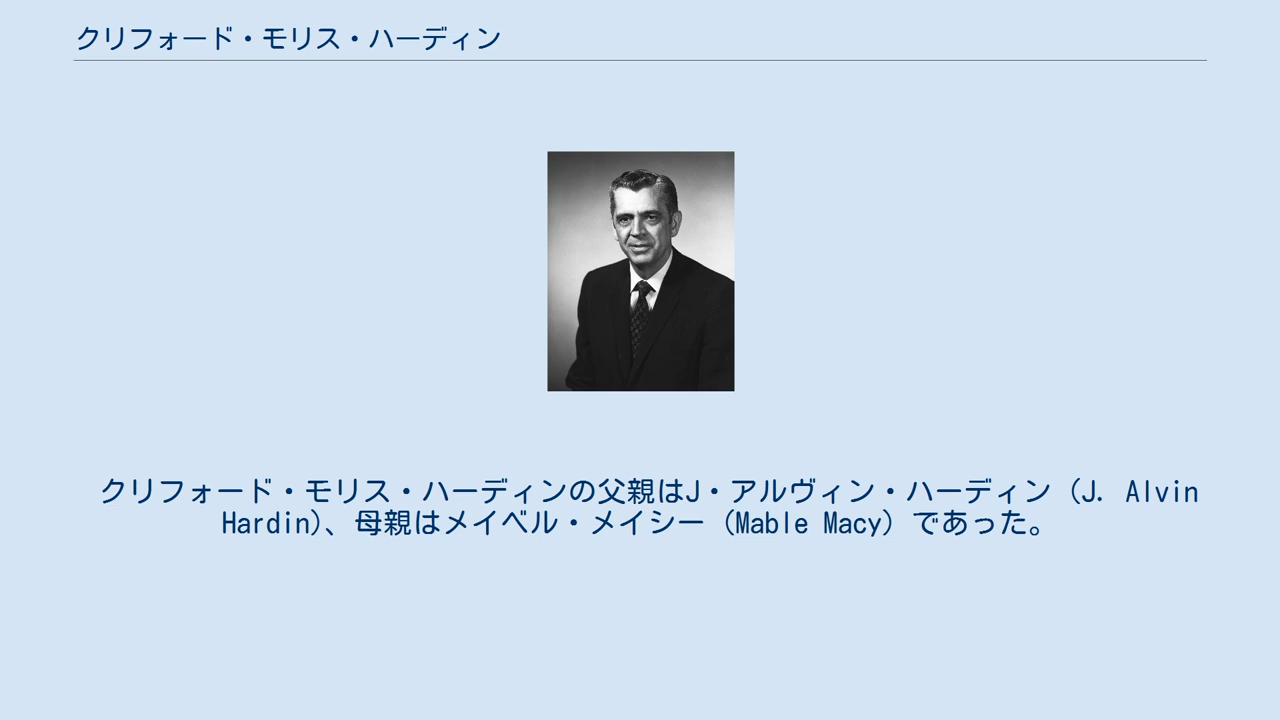 クリフォード・モリス・ハーディン
クリフォード・モリス・ハーディンの父親はJ・アルヴィン・ハーディン（J. Alvin
Hardin）、母親はメイベル・メイシー（Mable Macy）であった。